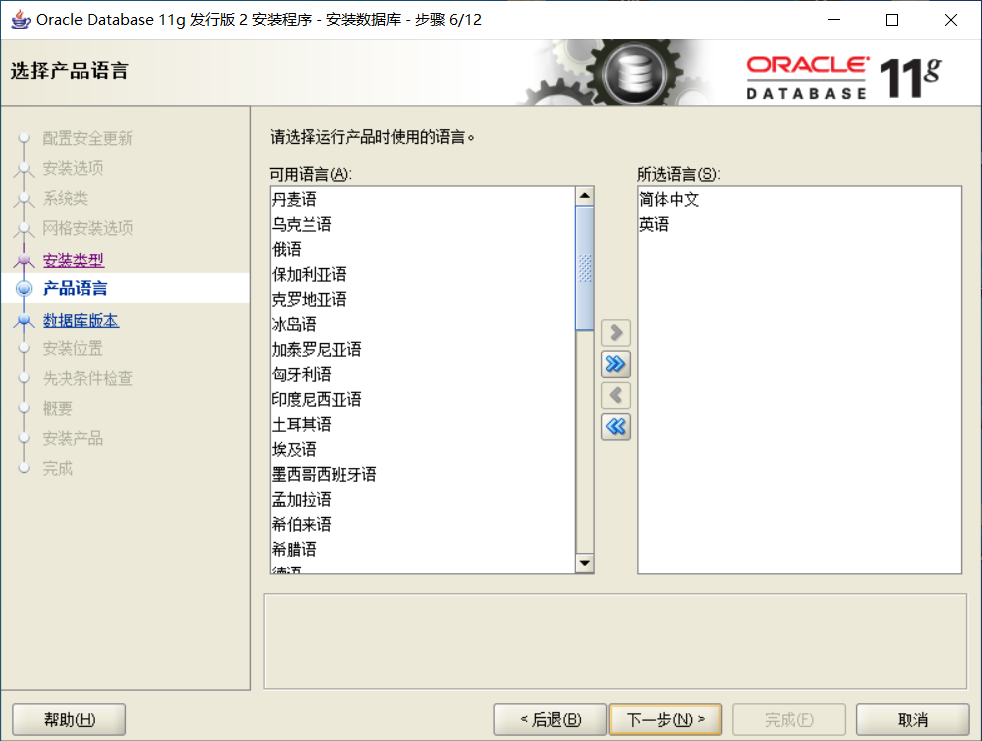 Oracle Database 11g 发行版 2 安装程序 - 安装数据库 - 步骤 6/12
选择产品语言
ORACLE
DATABASE
11g
配置安全更新
安装选项
系统类
网格安装选项
安装类型
产品语言
数据库版本
安装位置
先决条件检查
概要
安装产品
完成
请选择运行产品时使用的语言。
可用语言(A):
丹麦语
乌克兰语
俄语
保加利亚语
克罗地亚语
冰岛语
加泰罗尼亚语
匈牙利语
印度尼西亚语
土耳其语
埃及语
墨西哥西班牙语
孟加拉语
希伯来语
希腊语
德语
所选语言(S):
简体中文
英语
帮助(H)
< 后退(B)
下一步(N) >
完成(F)
取消